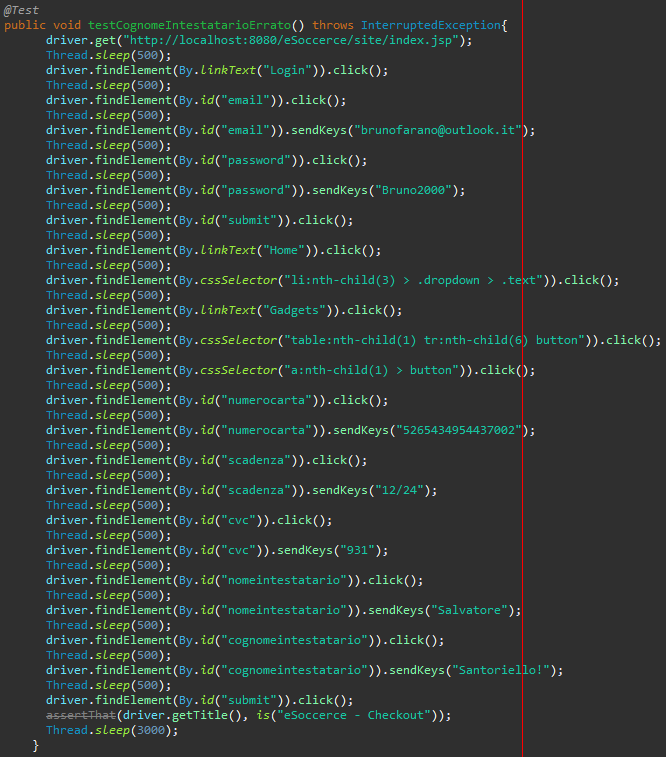 @Test
public void testCognomeIntestatarioErrato() throws InterruptedException{
driver.get("http://localhost:8080/eSoccerce/site/index.jsp");
Thread.sleep(500);
driver.findElement(By.linkText("Login")).click();
Thread.sleep(500);
driver.findElement(By.id("email")).click();
Thread.sleep(500);
driver.findElement(By.id("email")).sendKeys("brunofarano@outlook.it");
Thread.sleep(500);
driver.findElement(By.id("password")).click();
Thread.sleep(500);
driver.findElement(By.id("password")).sendKeys("Bruno2000");
Thread.sleep(500);
driver.findElement(By.id("submit")).click();
Thread.sleep(500);
driver.findElement(By.linkText("Home")).click();
Thread.sleep(500);
driver.findElement(By.cssSelector("li:nth-child(3) > .dropdown > .text")).click();
Thread.sleep(500);
driver.findElement(By.linkText("Gadgets")).click();
Thread.sleep(500);
driver.findElement(By.cssSelector("table:nth-child(1) tr:nth-child(6) button")).click();
Thread.sleep(500);
driver.findElement(By.cssSelector("a:nth-child(1) > button")).click();
Thread.sleep(500);
driver.findElement(By.id("numerocarta")).click();
Thread.sleep(500);
driver.findElement(By.id("numerocarta")).sendKeys("5265434954437002");
Thread.sleep(500);
driver.findElement(By.id("scadenza")).click();
Thread.sleep(500);
driver.findElement(By.id("scadenza")).sendKeys("12/24");
Thread.sleep(500);
driver.findElement(By.id("cvc")).click();
Thread.sleep(500);
driver.findElement(By.id("cvc")).sendKeys("931");
Thread.sleep(500);
driver.findElement(By.id("nomeintestatario")).click();
Thread.sleep(500);
driver.findElement(By.id("nomeintestatario")).sendKeys("Salvatore");
Thread.sleep(500);
driver.findElement(By.id("cognomeintestatario")).click();
Thread.sleep(500);
driver.findElement(By.id("cognomeintestatario")).sendKeys("Santoriello!");
Thread.sleep(500);
driver.findElement(By.id("submit")).click();
assertThat(driver.getTitle(), is("eSoccerce - Checkout"));
Thread.sleep(3000);
}